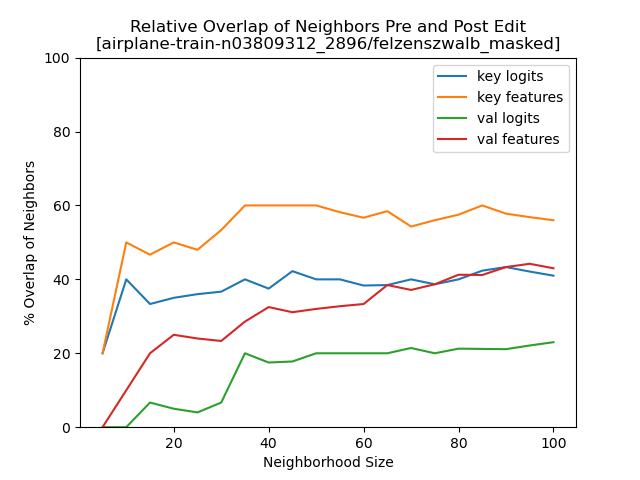 Relative Overlap of Neighbors Pre and Post Edit
[airplane-train-n03809312_2896/felzenszwalb_masked]
key logits
key features
val logits
val features
% Overlap of Neighbors
100
80
60
40
20
0
20 40 60 80 100
Neighborhood Size